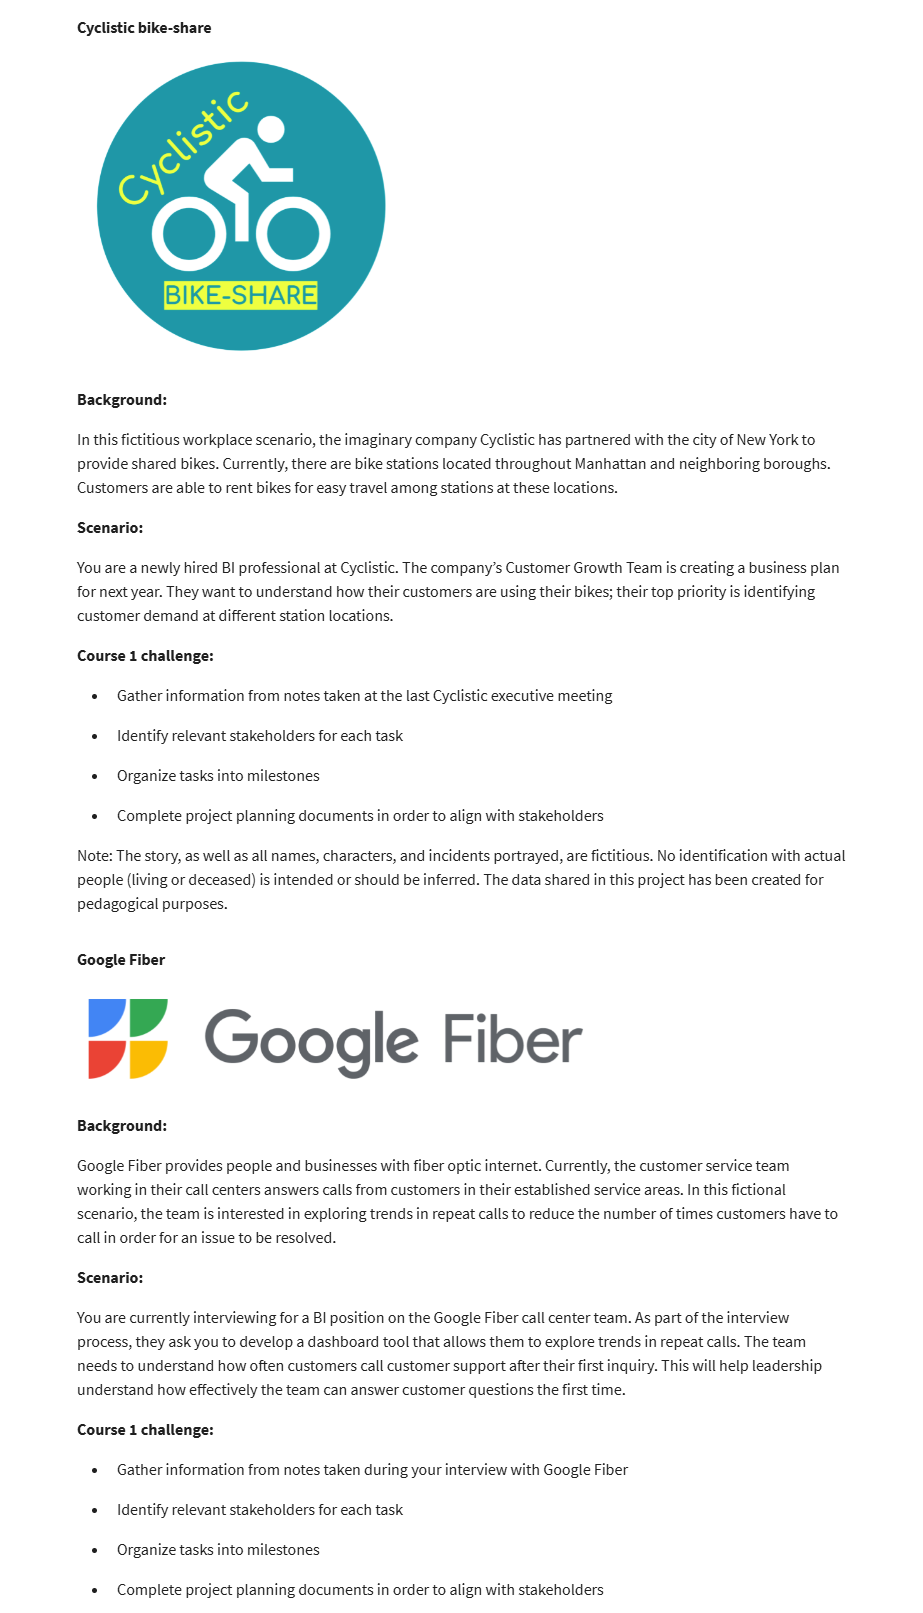 Cyclistic bike-share
Cyclistic
BIKE-SHARE
Background:
In this fictitious workplace scenario, the imaginary company Cyclistic has partnered with the city of New York to
provide shared bikes. Currently, there are bike stations located throughout Manhattan and neighboring boroughs.
Customers are able to rent bikes for easy travel among stations at these locations.
Scenario:
You are a newly hired BI professional at Cyclistic. The company’s Customer Growth Team is creating a business plan
for next year. They want to understand how their customers are using their bikes; their top priority is identifying
customer demand at different station locations.
Course 1 challenge:
• Gather information from notes taken at the last Cyclistic executive meeting
• Identify relevant stakeholders for each task
• Organize tasks into milestones
• Complete project planning documents in order to align with stakeholders
Note: The story, as well as all names, characters, and incidents portrayed, are fictitious. No identification with actual
people (living or deceased) is intended or should be inferred. The data shared in this project has been created for
pedagogical purposes.
Google Fiber
Google Fiber
Background:
Google Fiber provides people and businesses with fiber optic internet. Currently, the customer service team
working in their call centers answers calls from customers in their established service areas. In this fictional
scenario, the team is interested in exploring trends in repeat calls to reduce the number of times customers have to
call in order for an issue to be resolved.
Scenario:
You are currently interviewing for a BI position on the Google Fiber call center team. As part of the interview
process, they ask you to develop a dashboard tool that allows them to explore trends in repeat calls. The team
needs to understand how often customers call customer support after their first inquiry. This will help leadership
understand how effectively the team can answer customer questions the first time.
Course 1 challenge:
• Gather information from notes taken during your interview with Google Fiber
• Identify relevant stakeholders for each task
• Organize tasks into milestones
• Complete project planning documents in order to align with stakeholders